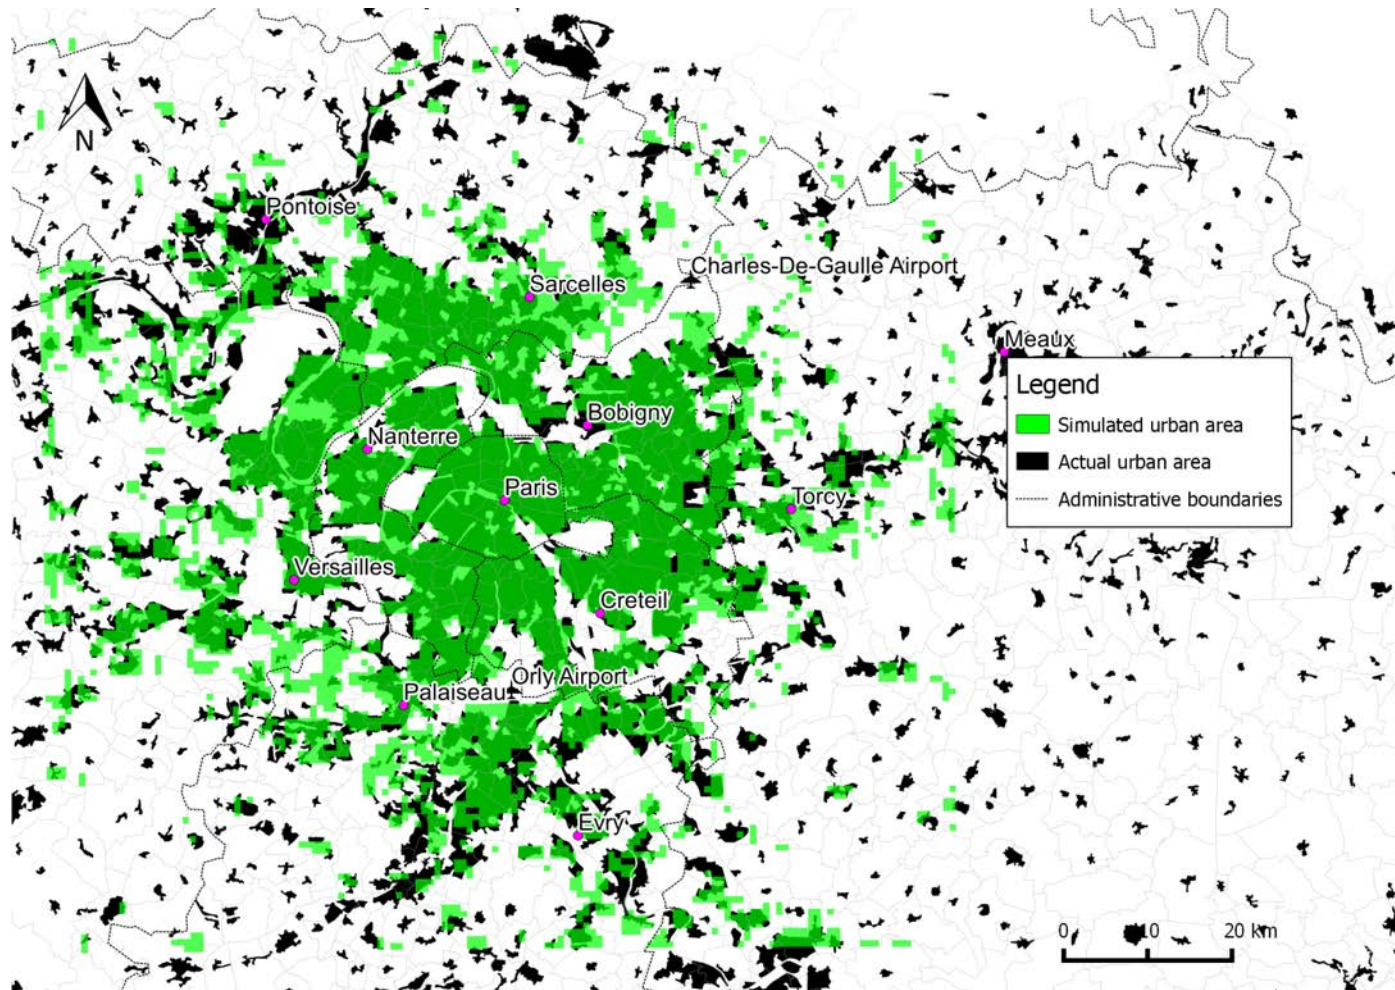 N
Pontoise
Charles-De-Gaulle Airport
Sarcelles
Meaux
Legend
Simulated urban area
Actual urban area
Administrative boundaries
Bobigny
Nanterre
Paris
Torcy
Versailles
Creteil
Orly Airport
Palaiseau
Evry
0 10 20 km